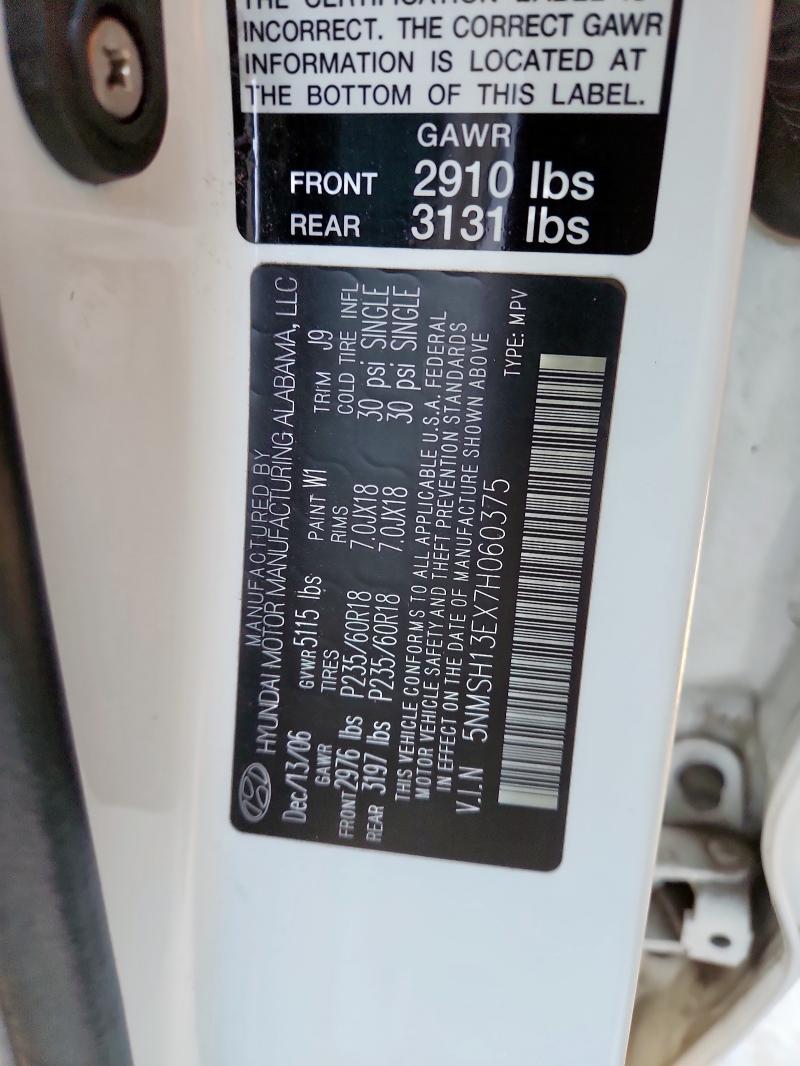 THE CERTIFICATION LABEL IS
INCORRECT. THE CORRECT GAWR
INFORMATION IS LOCATED AT
THE BOTTOM OF THIS LABEL.
GAWR
FRONT 2910 lbs
REAR 3131 lbs
MANUFACTURED BY
HYUNDAI MOTOR MANUFACTURING ALABAMA, LLC
Dec/13/06 GVWR 5115 lbs PAINT W1 TRIM J9
GAWR TIRES RIMS COLD TIRE INFL
FRONT 2976 lbs P235/60R18 7.0JX18 30 psi SINGLE
REAR 3197 lbs P235/60R18 7.0JX18 30 psi SINGLE
THIS VEHICLE CONFORMS TO ALL APPLICABLE U.S.A. FEDERAL
MOTOR VEHICLE SAFETY AND THEFT PREVENTION STANDARDS
IN EFFECT ON THE DATE OF MANUFACTURE SHOWN ABOVE
V.I.N 5NMSH13EX7H060375 TYPE: MPV